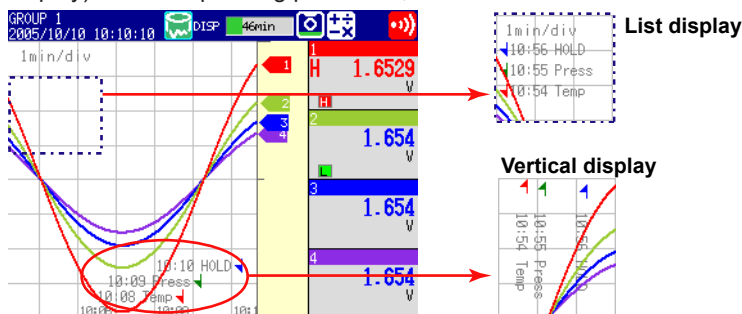 GROUP 1
2005/10/10 10:10:10
DISP
46min
1min/div
1
2
3
4
1
H 1.6529
V
H
2
1.654
V
L
3
1.654
V
4
1.654
V
10:10 HOLD
10:09 Press
10:08 Temp
List display
1min/div
10:56 HOLD
10:55 Press
10:54 Temp
Vertical display
10:54 Temp
10:55 Press